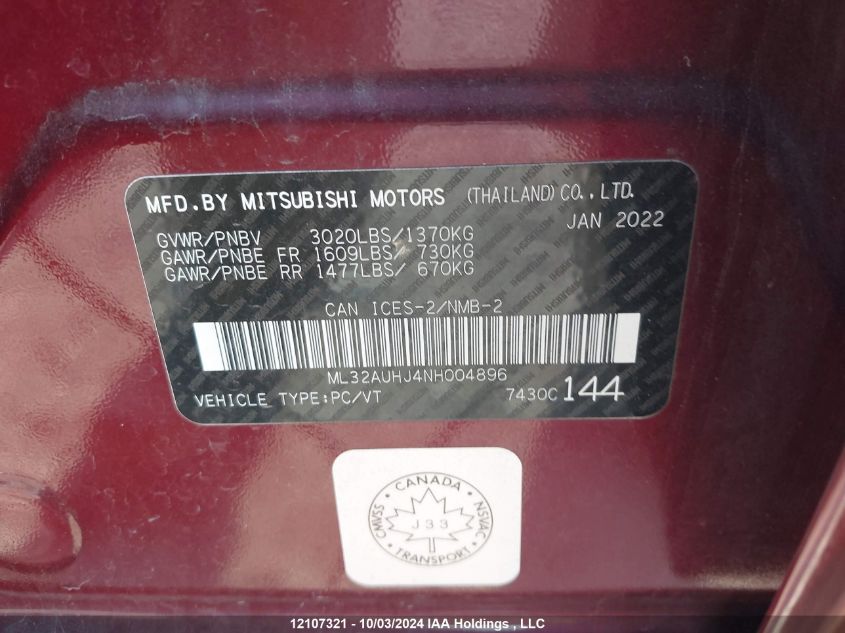 MFD.BY MITSUBISHI MOTORS (THAILAND) CO., LTD.
JAN 2022
GVWR/PNBV 3020LBS/1370KG
GAWR/PNBE FR 1609LBS/ 730KG
GAWR/PNBE RR 1477LBS/ 670KG
CAN ICES-2/NMB-2
ML32AUHJ4NH004896
VEHICLE TYPE:PC/VT 7430C 144
CANADA
CMVSS J33 NSVAC
TRANSPORT
12107321 - 10/03/2024 IAA Holdings , LLC